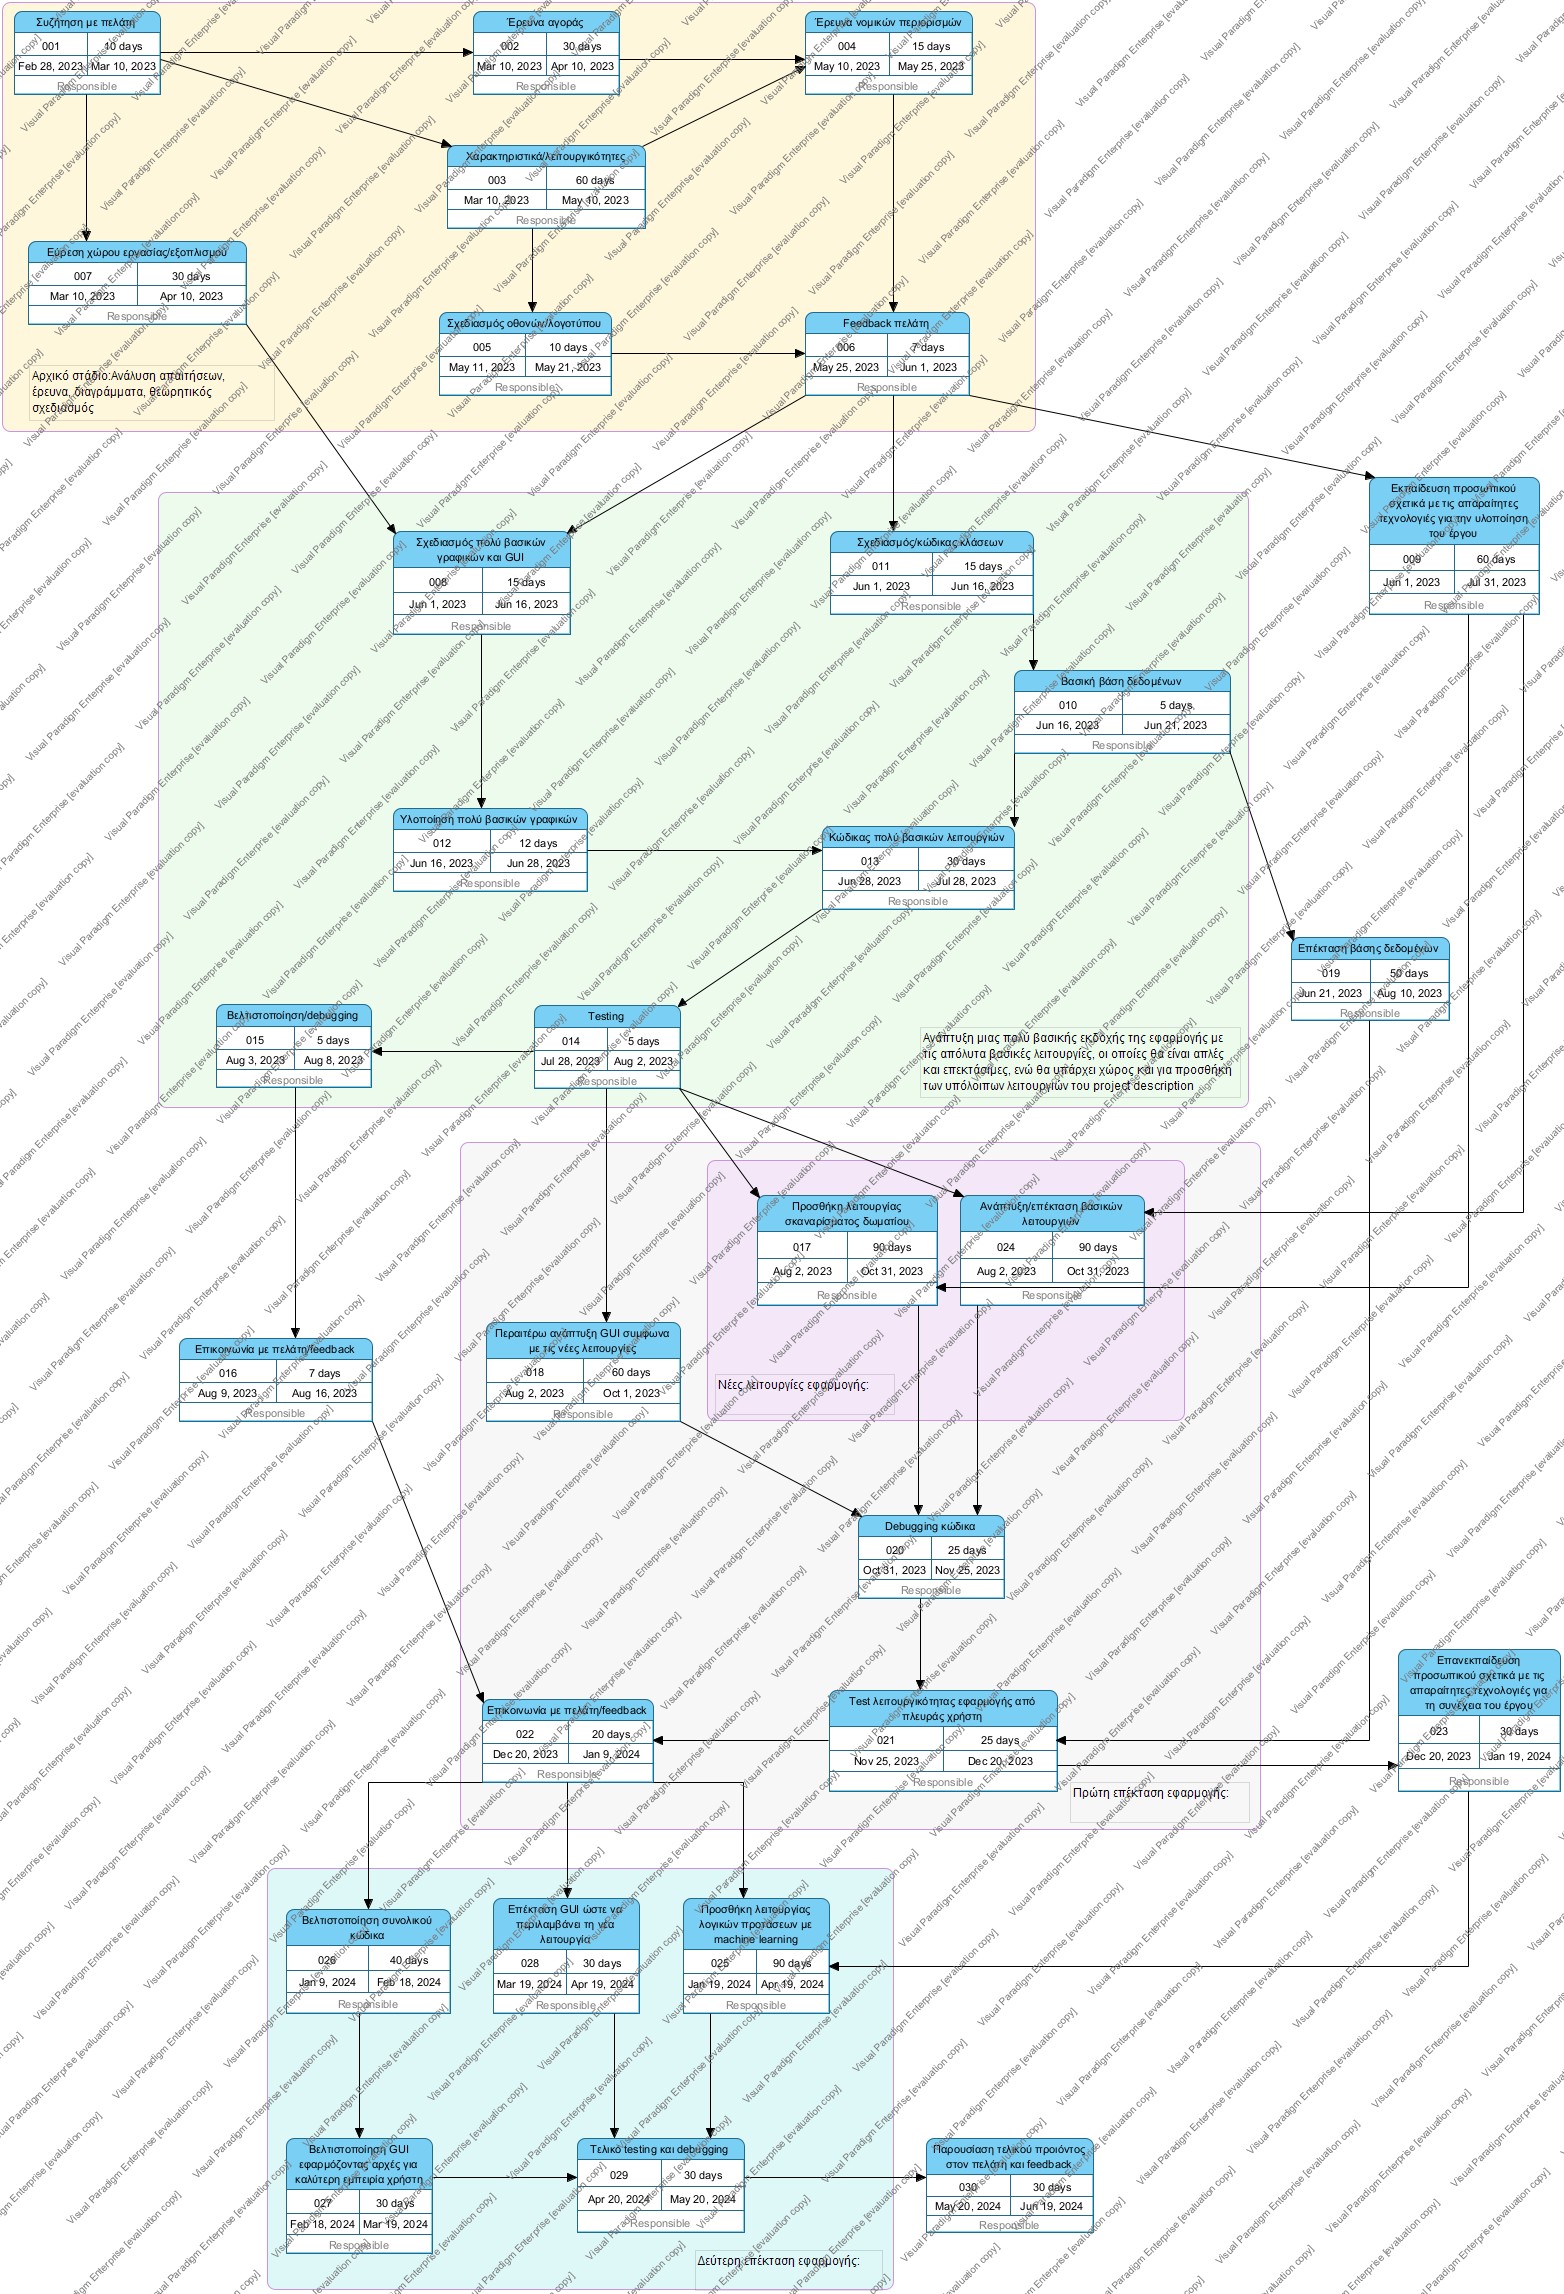 Συζήτηση με πελάτη
001 10 days
Feb 28, 2023 Mar 10, 2023
Responsible
Έρευνα αγοράς
002 30 days
Mar 10, 2023 Apr 10, 2023
Responsible
Έρευνα νομικών περιορισμών
004 15 days
May 10, 2023 May 25, 2023
Responsible
Χαρακτηριστικά/λειτουργικότητες
003 60 days
Mar 10, 2023 May 10, 2023
Responsible
Εύρεση χώρου εργασίας/εξοπλισμού
007 30 days
Mar 10, 2023 Apr 10, 2023
Responsible
Σχεδιασμός οθονών/λογοτύπου
005 10 days
May 11, 2023 May 21, 2023
Responsible
Feedback πελάτη
006 7 days
May 25, 2023 Jun 1, 2023
Responsible
Αρχικό στάδιο:Ανάλυση απαιτήσεων,
έρευνα, διαγράμματα, θεωρητικός
σχεδιασμός
Εκπαίδευση προσωπικού
σχετικά με τις απαραίτητες
τεχνολογιές για την υλοποίηση
του έργου
009 60 days
Jun 1, 2023 Jul 31, 2023
Responsible
Σχεδιασμός πολύ βασικών
γραφικών και GUI
008 15 days
Jun 1, 2023 Jun 16, 2023
Responsible
Σχεδιασμός/κώδικας κλάσεων
011 15 days
Jun 1, 2023 Jun 16, 2023
Responsible
Βασική βάση δεδομένων
010 5 days
Jun 16, 2023 Jun 21, 2023
Responsible
Υλοποίηση πολύ βασικών γραφικών
012 12 days
Jun 16, 2023 Jun 28, 2023
Responsible
Κώδικας πολύ βασικών λειτουργιών
013 30 days
Jun 28, 2023 Jul 28, 2023
Responsible
Επέκταση βάσης δεδομένων
019 50 days
Jun 21, 2023 Aug 10, 2023
Responsible
Βελτιστοποίηση/debugging
015 5 days
Aug 3, 2023 Aug 8, 2023
Responsible
Testing
014 5 days
Jul 28, 2023 Aug 2, 2023
Responsible
Ανάπτυξη μιας πολύ βασικής εκδοχής της εφαρμογής με
τις απόλυτα βασικές λειτουργίες, οι οποίες θα είναι απλές
και επεκτάσιμες, ενώ θα υπάρχει χώρος και για προσθήκη
των υπόλοιπων λειτουργίων του project description
Προσθήκη λειτουργίας
σκαναρίσματος δωματίου
017 90 days
Aug 2, 2023 Oct 31, 2023
Responsible
Ανάπτυξη/επέκταση βασικών
λειτουργιών
024 90 days
Aug 2, 2023 Oct 31, 2023
Responsible
Επικοινωνία με πελάτη/feedback
016 7 days
Aug 9, 2023 Aug 16, 2023
Responsible
Περαιτέρω ανάπτυξη GUI συμφωνα
με τις νέες λειτουργίες
018 60 days
Aug 2, 2023 Oct 1, 2023
Responsible
Νέες λειτουργίες εφαρμογής:
Debugging κώδικα
020 25 days
Oct 31, 2023 Nov 25, 2023
Responsible
Επανεκπαίδευση
προσωπικού σχετικά με τις
απαραίτητες τεχνολογιές για
τη συνέχεια του έργου
023 30 days
Dec 20, 2023 Jan 19, 2024
Responsible
Επικοινωνία με πελάτη/feedback
022 20 days
Dec 20, 2023 Jan 9, 2024
Responsible
Test λειτουργικότητας εφαρμογής από
πλευράς χρήστη
021 25 days
Nov 25, 2023 Dec 20, 2023
Responsible
Πρώτη επέκταση εφαρμογής:
Βελτιστοποίηση συνολικού
κώδικα
026 40 days
Jan 9, 2024 Feb 18, 2024
Responsible
Επέκταση GUI ώστε να
περιλαμβάνει τη νέα
λειτουργία
028 30 days
Mar 19, 2024 Apr 19, 2024
Responsible
Προσθήκη λειτουργίας
λογικών προτάσεων με
machine learning
025 90 days
Jan 19, 2024 Apr 19, 2024
Responsible
Βελτιστοποίηση GUI
εφαρμόζοντας αρχές για
καλύτερη εμπειρία χρήστη
027 30 days
Feb 18, 2024 Mar 19, 2024
Responsible
Τελικό testing και debugging
029 30 days
Apr 20, 2024 May 20, 2024
Responsible
Παρουσίαση τελικού προιόντος
στον πελάτη και feedback
030 30 days
May 20, 2024 Jun 19, 2024
Responsible
Δεύτερη επέκταση εφαρμογής:
Visual Paradigm Enterprise [evaluation copy]